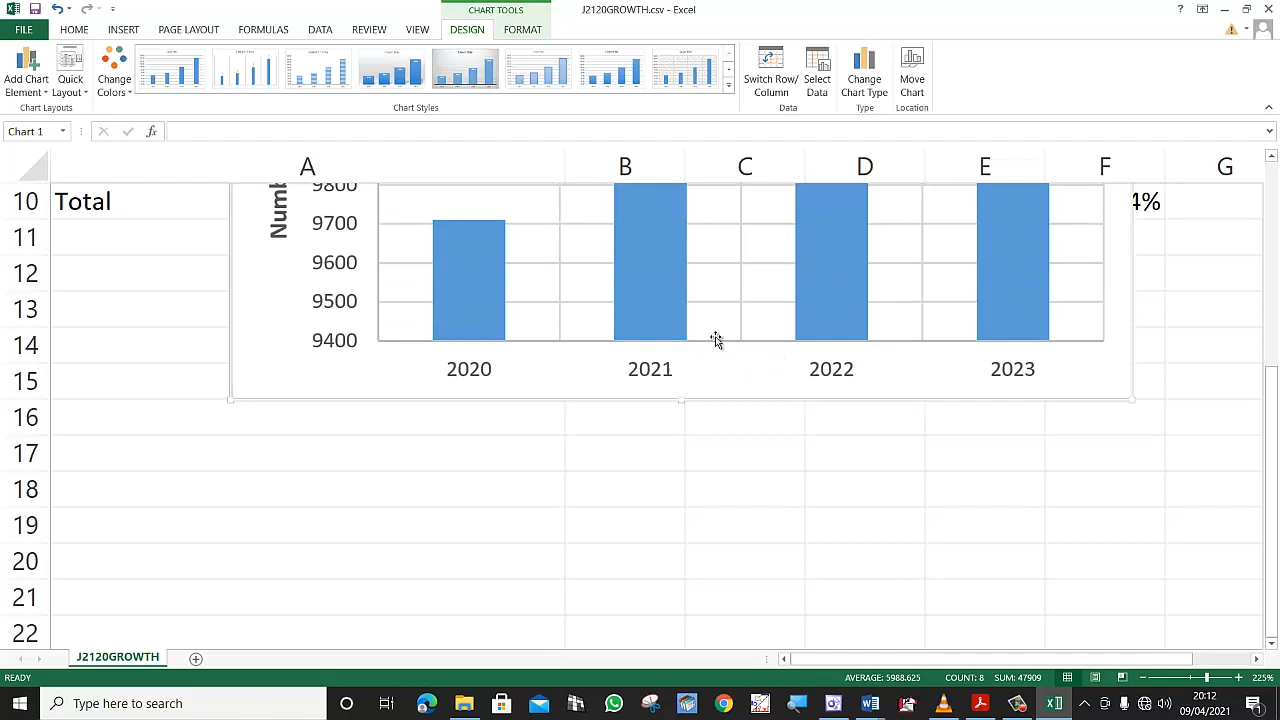 CHART TOOLS
J2120GROWTH.csv - Excel
FILE HOME INSERT PAGE LAYOUT FORMULAS DATA REVIEW VIEW DESIGN FORMAT
Add Chart Element
Quick Layout
Change Colors
Switch Row/ Column
Select Data
Change Chart Type
Move Chart
Chart Layouts Chart Styles Data Type Location
Chart 1
fx
A B C D E F G
10 Total 4%
11
12
13
14
15
16
17
18
19
20
21
22
9800
9700
9600
9500
9400
2020 2021 2022 2023
J2120GROWTH
READY AVERAGE: 5988.625 COUNT: 8 SUM: 47909 225%
Type here to search
20:12
09/04/2021